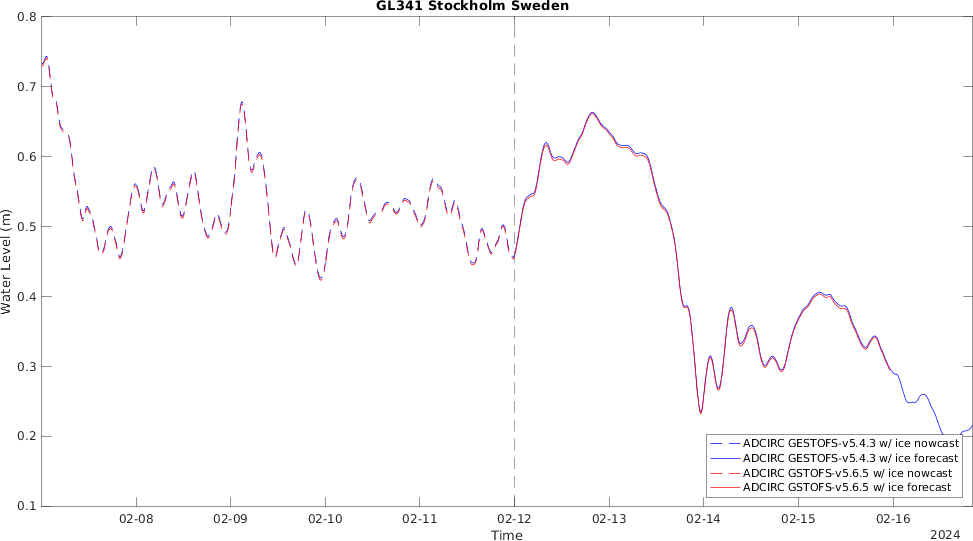 GL341 Stockholm Sweden
Water Level (m)
0.8
0.7
0.6
0.5
0.4
0.3
0.2
0.1
ADCIRC GESTOFS-v5.4.3 w/ ice nowcast
ADCIRC GESTOFS-v5.4.3 w/ ice forecast
ADCIRC GSTOFS-v5.6.5 w/ ice nowcast
ADCIRC GSTOFS-v5.6.5 w/ ice forecast
02-08 02-09 02-10 02-11 02-12 02-13 02-14 02-15 02-16
Time
2024